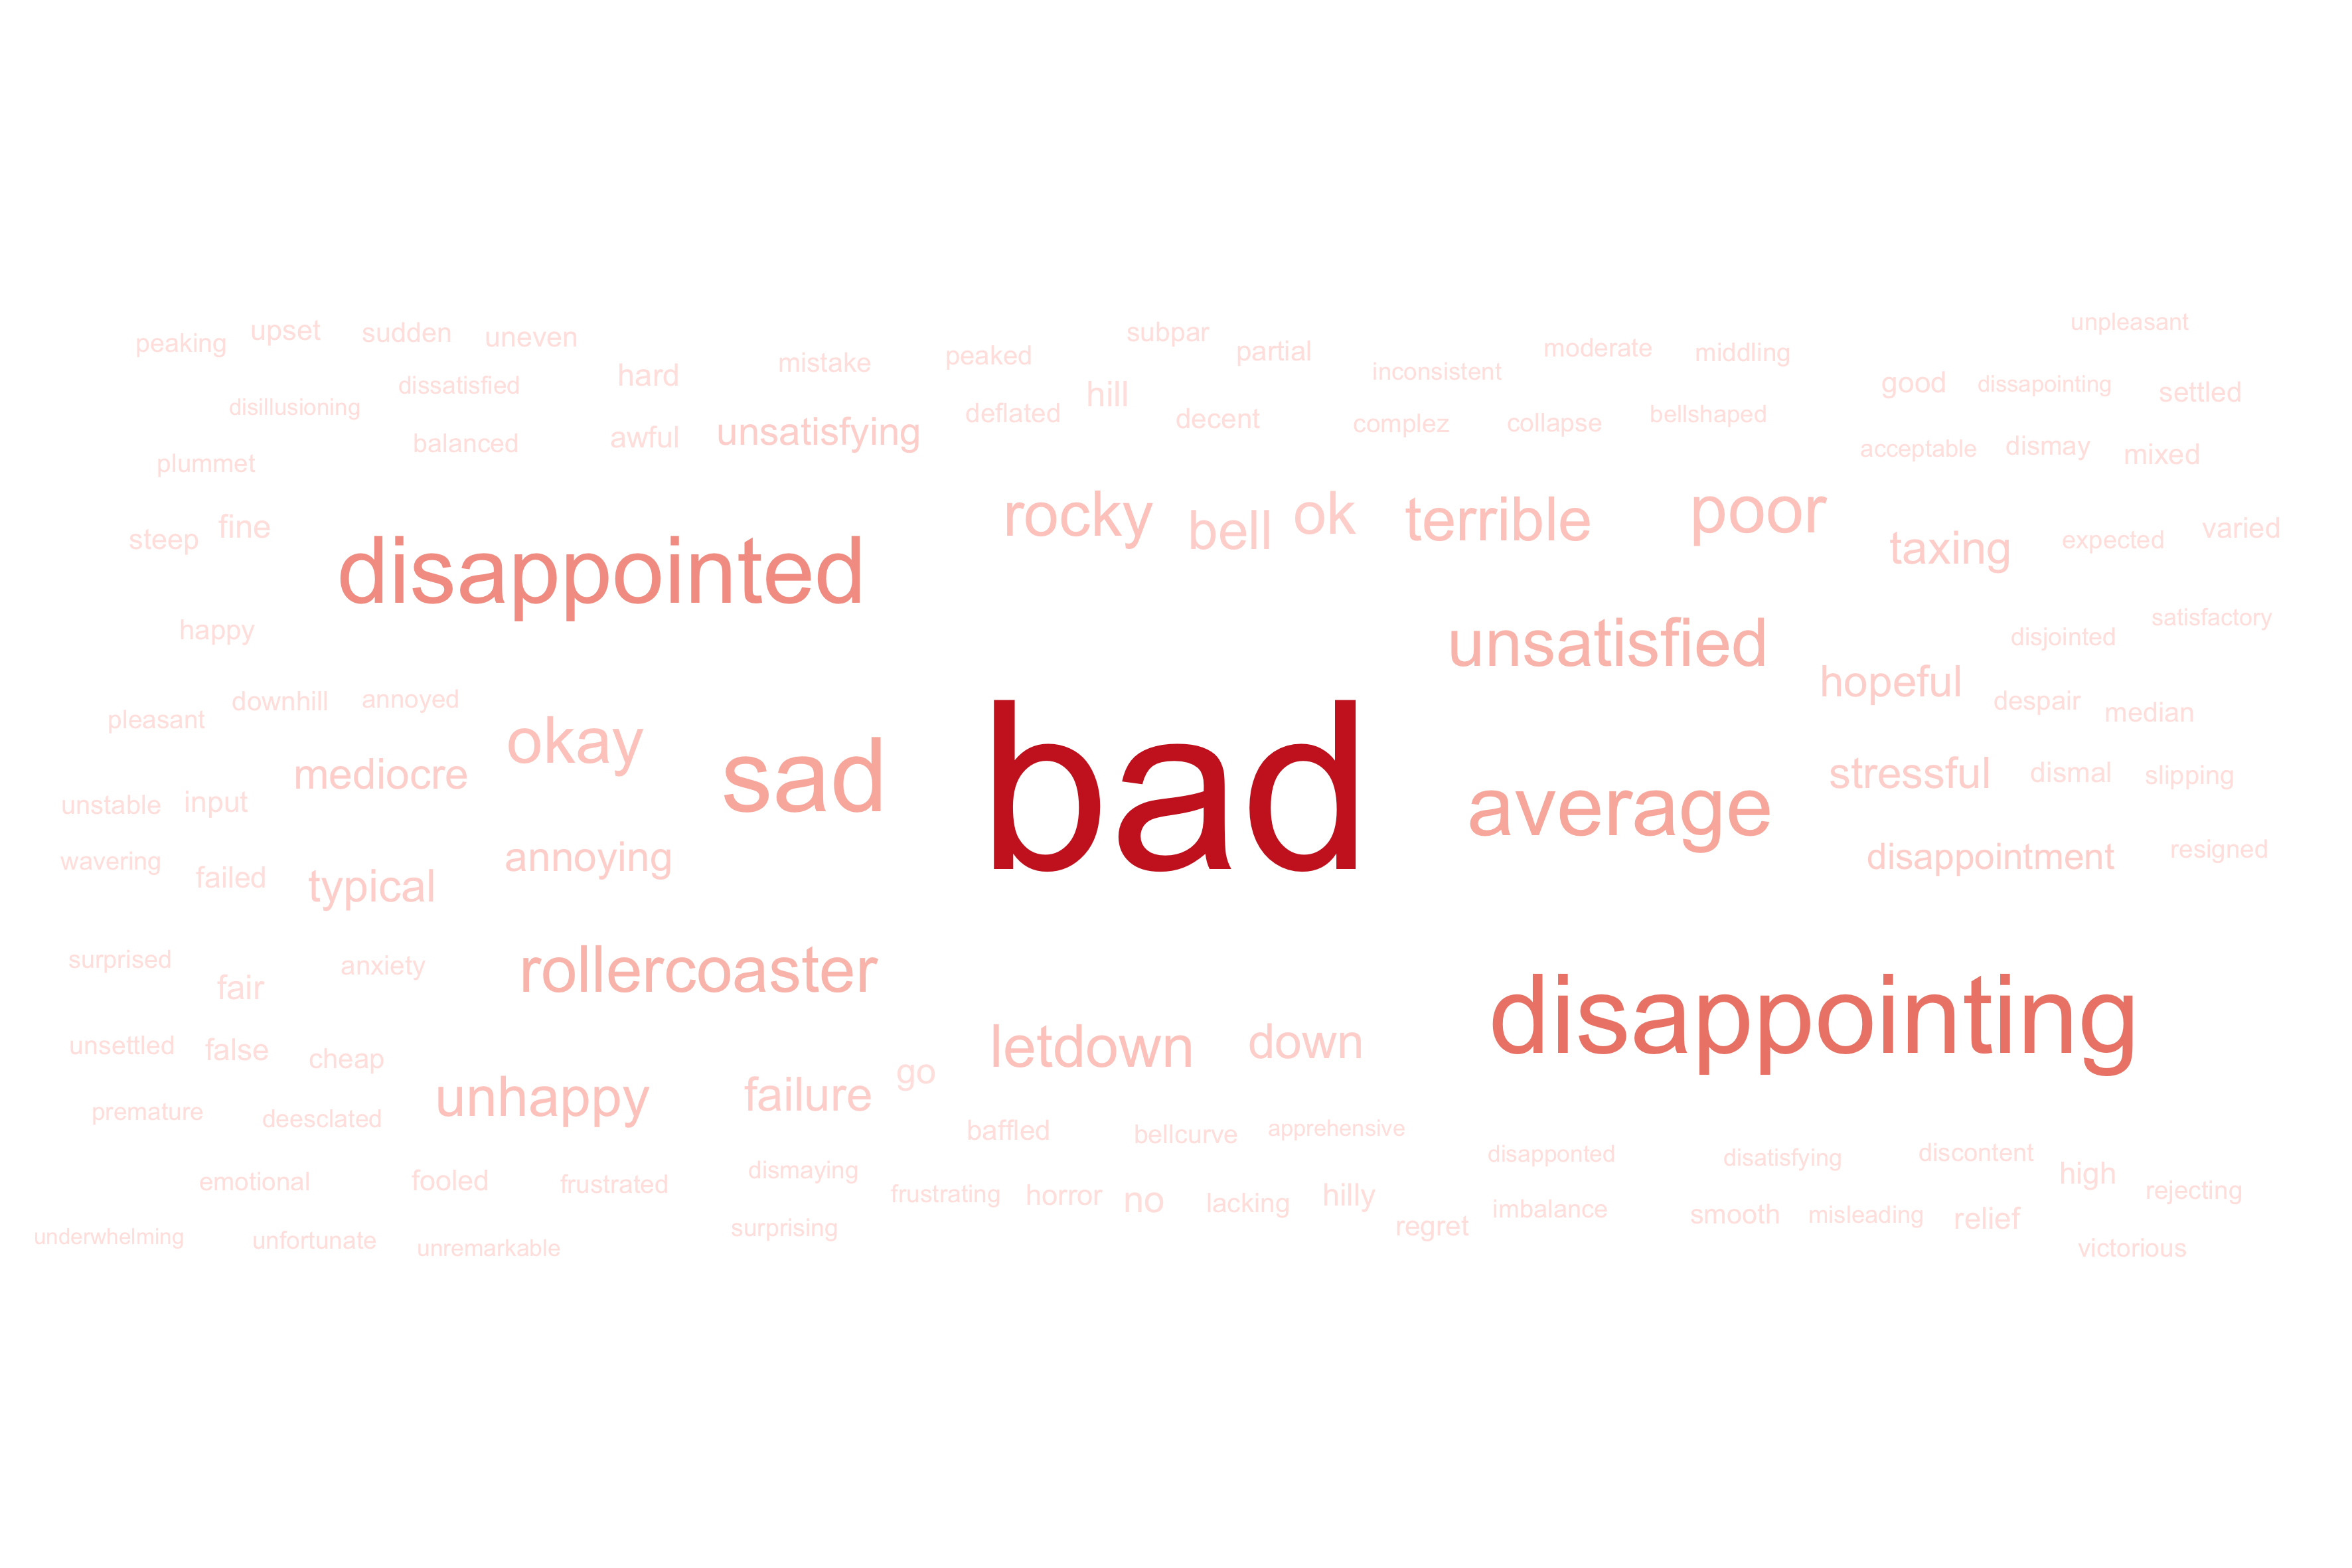 unpleasant
peaking upset sudden uneven
subpar partial moderate middling
hard mistake peaked inconsistent
disillusioning dissatisfied hill good dissapointing settled
deflated decent complez collapse bellshaped
balanced awful unsatisfying acceptable dismay mixed
plummet
steep fine rocky bell ok terrible poor
disappointed taxing expected varied
happy unsatisfied disjointed satisfactory
pleasant downhill annoyed hopeful despair median
okay
mediocre sad bad average stressful dismal slipping
unstable input
wavering failed typical annoying disappointment resigned
surprised fair anxiety rollercoaster
disappointing
unsettled false cheap letdown down
premature deesclated unhappy failure go
baffled bellcurve apprehensive
emotional fooled frustrated dismaying disapponted disatisfying discontent high rejecting
frustrating horror no lacking hilly
underwhelming unfortunate unremarkable surprising regret imbalance smooth misleading relief
victorious